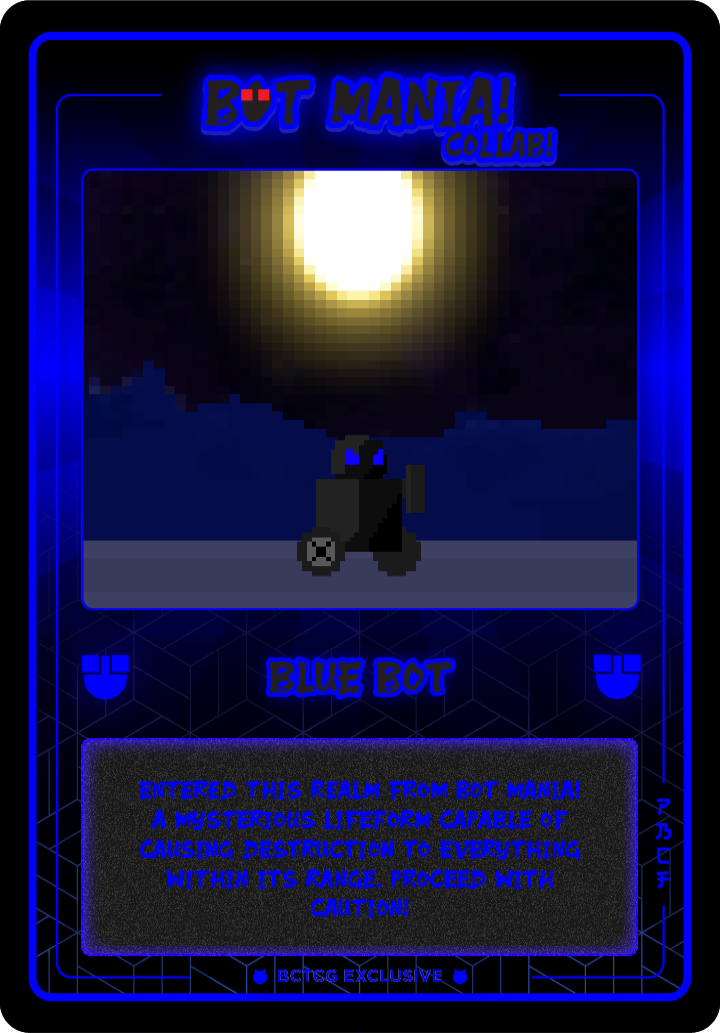 BOT MANIA!
COLLAB!
BLUE BOT
ENTERED THIS REALM FROM BOT MANIA!
A MYSTERIOUS LIFEFORM CAPABLE OF
CAUSING DESTRUCTION TO EVERYTHING
WITHIN ITS RANGE. PROCEED WITH
CAUTION!
BCTCG EXCLUSIVE